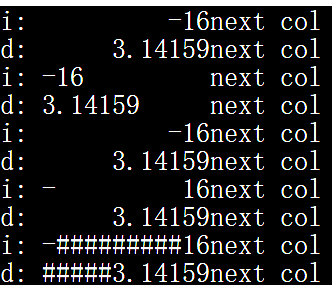 i:          -16next col
d:      3.14159next col
i: -16         next col
d: 3.14159     next col
i:          -16next col
d:      3.14159next col
i: -         16next col
d:      3.14159next col
i: -#########16next col
d: #####3.14159next col